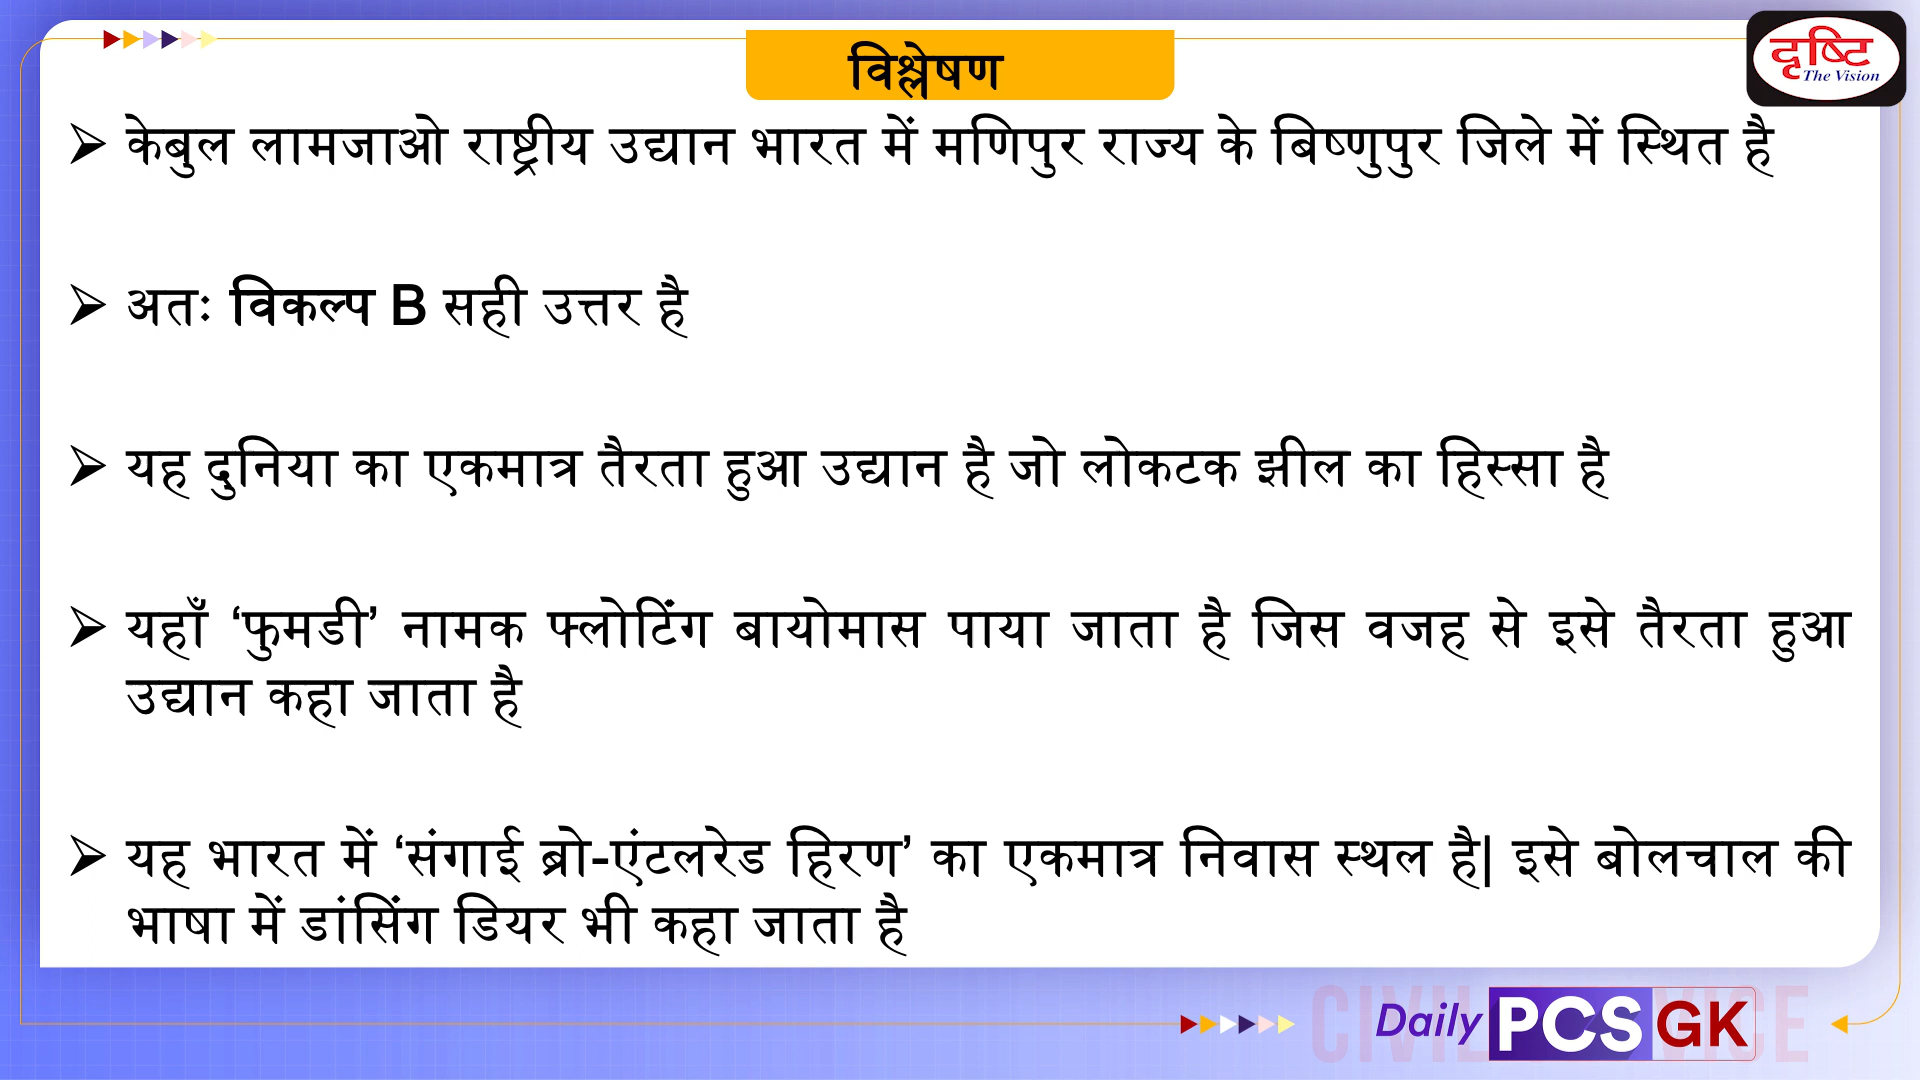 विश्लेषण
दृष्टि
The Vision
➢ केबुल लामजाओ राष्ट्रीय उद्यान भारत में मणिपुर राज्य के बिष्णुपुर जिले में स्थित है
➢ अतः विकल्प B सही उत्तर है
➢ यह दुनिया का एकमात्र तैरता हुआ उद्यान है जो लोकटक झील का हिस्सा है
➢ यहाँ ‘फुमडी’ नामक फ्लोटिंग बायोमास पाया जाता है जिस वजह से इसे तैरता हुआ
उद्यान कहा जाता है
➢ यह भारत में ‘संगाई ब्रो-एंटलरेड हिरण’ का एकमात्र निवास स्थल है| इसे बोलचाल की
भाषा में डांसिंग डियर भी कहा जाता है
Daily PCS GK